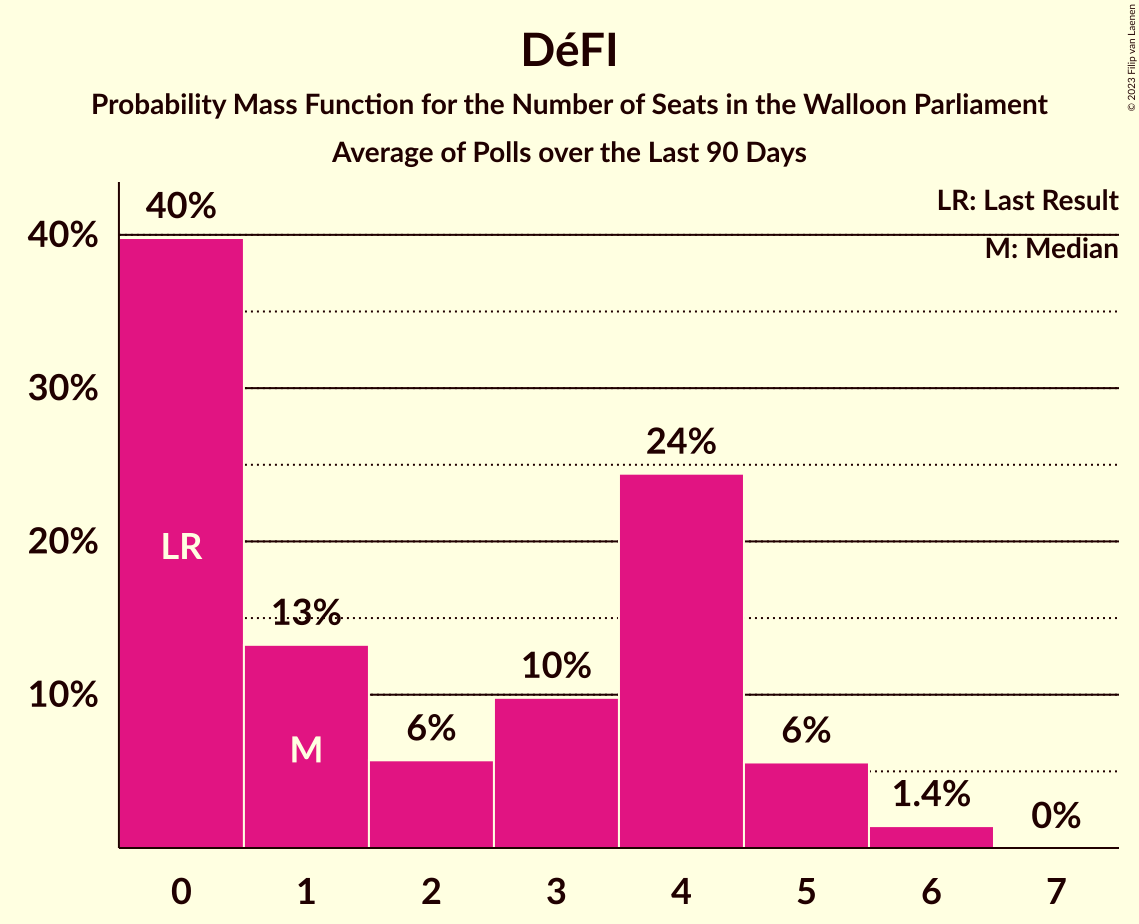 DéFI
Probability Mass Function for the Number of Seats in the Walloon Parliament
Average of Polls over the Last 90 Days
© 2023 Filip van Laenen
LR: Last Result
M: Median
40%
30%
20%
10%
40%
13%
6%
10%
24%
6%
1.4%
0%
LR
M
0 1 2 3 4 5 6 7